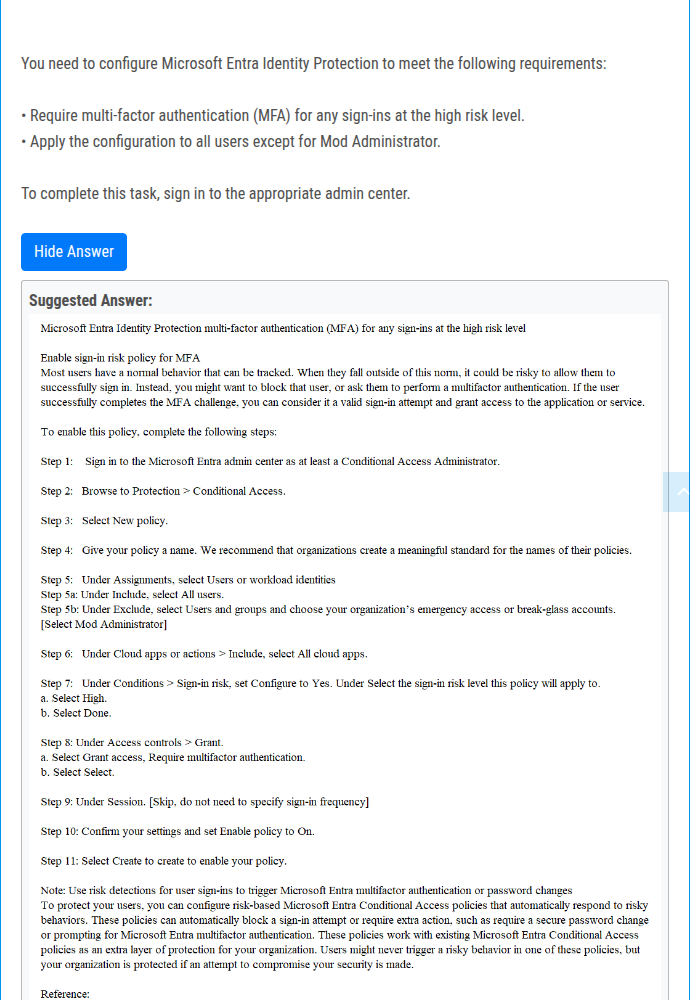 You need to configure Microsoft Entra Identity Protection to meet the following requirements:
• Require multi-factor authentication (MFA) for any sign-ins at the high risk level.
• Apply the configuration to all users except for Mod Administrator.
To complete this task, sign in to the appropriate admin center.
Hide Answer
Suggested Answer:
Microsoft Entra Identity Protection multi-factor authentication (MFA) for any sign-ins at the high risk level
Enable sign-in risk policy for MFA
Most users have a normal behavior that can be tracked. When they fall outside of this norm, it could be risky to allow them to
successfully sign in. Instead, you might want to block that user, or ask them to perform a multifactor authentication. If the user
successfully completes the MFA challenge, you can consider it a valid sign-in attempt and grant access to the application or service.
To enable this policy, complete the following steps:
Step 1: Sign in to the Microsoft Entra admin center as at least a Conditional Access Administrator.
Step 2: Browse to Protection > Conditional Access.
Step 3: Select New policy.
Step 4: Give your policy a name. We recommend that organizations create a meaningful standard for the names of their policies.
Step 5: Under Assignments, select Users or workload identities
Step 5a: Under Include, select All users.
Step 5b: Under Exclude, select Users and groups and choose your organization's emergency access or break-glass accounts.
[Select Mod Administrator]
Step 6: Under Cloud apps or actions > Include, select All cloud apps.
Step 7: Under Conditions > Sign-in risk, set Configure to Yes. Under Select the sign-in risk level this policy will apply to.
a. Select High.
b. Select Done.
Step 8: Under Access controls > Grant.
a. Select Grant access, Require multifactor authentication.
b. Select Select.
Step 9: Under Session. [Skip, do not need to specify sign-in frequency]
Step 10: Confirm your settings and set Enable policy to On.
Step 11: Select Create to create to enable your policy.
Note: Use risk detections for user sign-ins to trigger Microsoft Entra multifactor authentication or password changes
To protect your users, you can configure risk-based Microsoft Entra Conditional Access policies that automatically respond to risky
behaviors. These policies can automatically block a sign-in attempt or require extra action, such as require a secure password change
or prompting for Microsoft Entra multifactor authentication. These policies work with existing Microsoft Entra Conditional Access
policies as an extra layer of protection for your organization. Users might never trigger a risky behavior in one of these policies, but
your organization is protected if an attempt to compromise your security is made.
Reference: